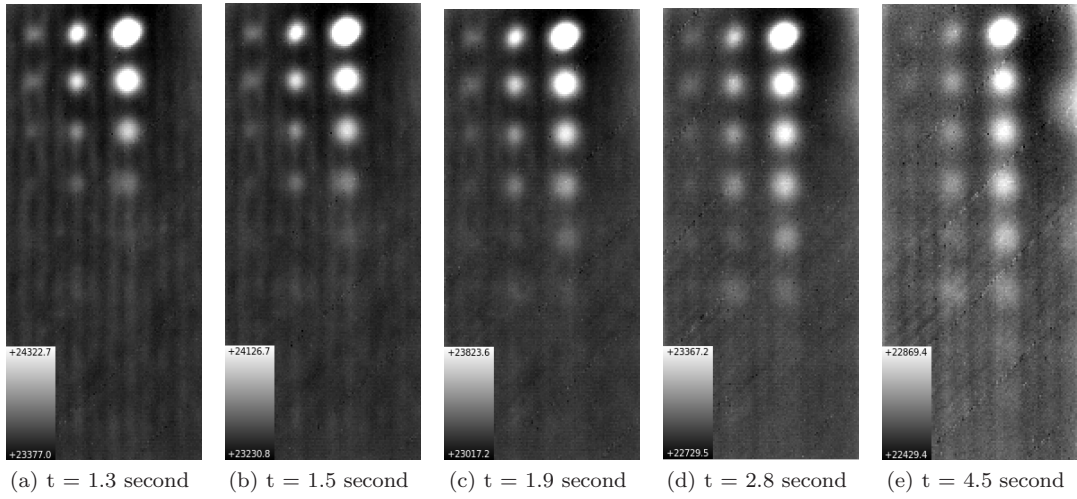 +24322.7
+23377.0
+24126.7
+23230.8
+23823.6
+23017.2
+23367.2
+22729.5
+22869.4
+22429.4
(a) t = 1.3 second
(b) t = 1.5 second
(c) t = 1.9 second
(d) t = 2.8 second
(e) t = 4.5 second